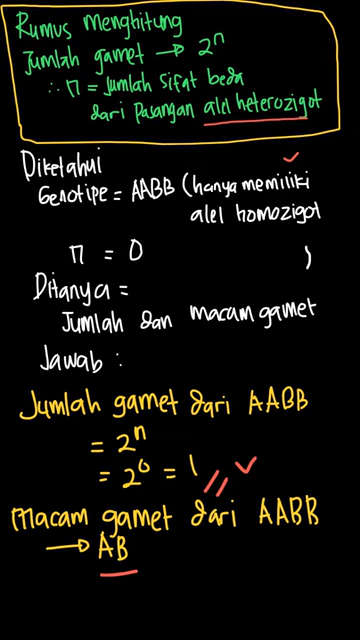 Rumus menghitung
Jumlah gamet → 2ⁿ
∴ n = Jumlah sifat beda
dari pasangan alel heterozigot
Diketahui
Genotipe = AABB (hanya memiliki
alel homozigot
n = 0 )
Ditanya =
Jumlah dan macam gamet
Jawab :
Jumlah gamet dari AABB
= 2ⁿ
= 2⁰ = 1
Macam gamet dari AABB
→ AB